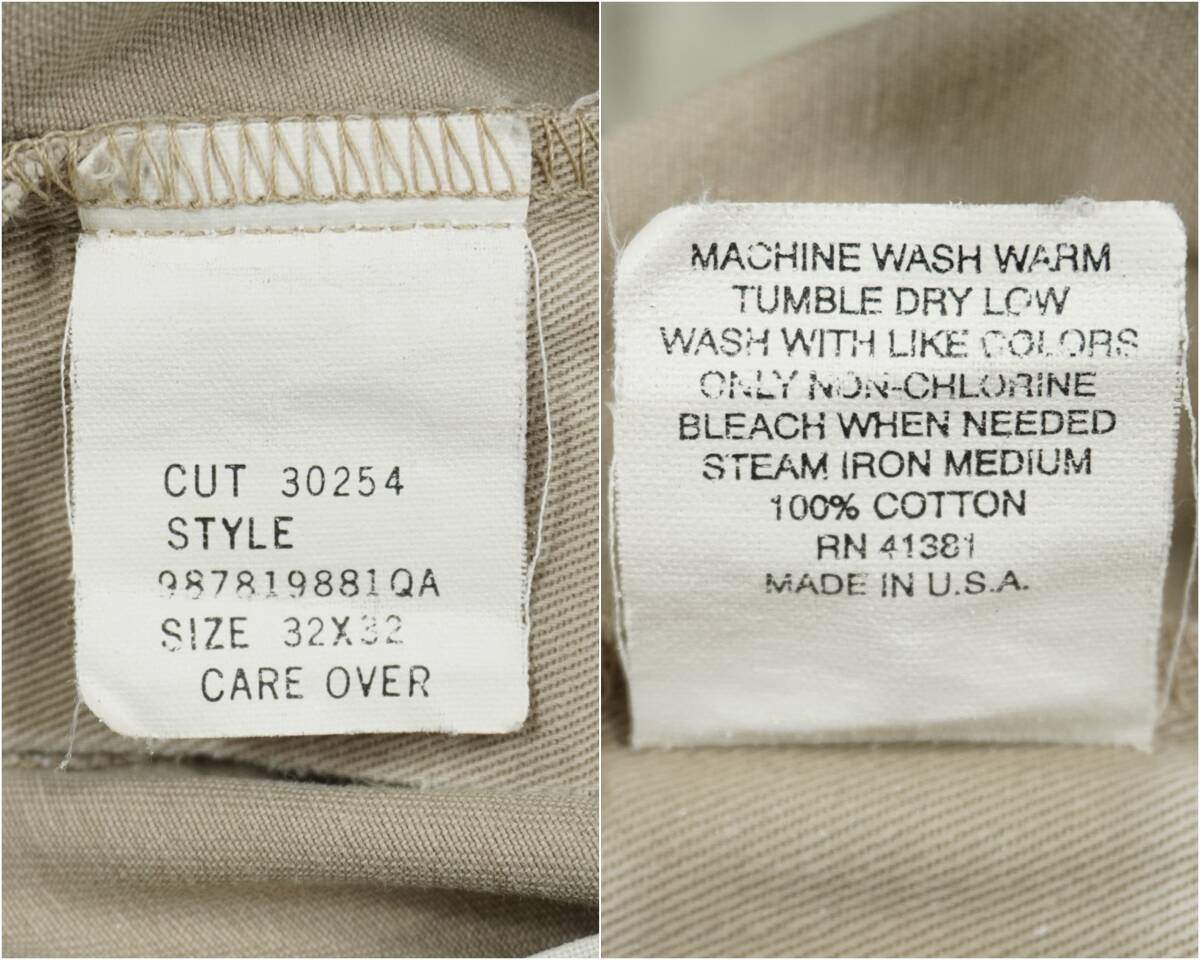 CUT 30254
STYLE
987819881QA
SIZE 32X32
CARE OVER
MACHINE WASH WARM
TUMBLE DRY LOW
WASH WITH LIKE COLORS
ONLY NON-CHLORINE
BLEACH WHEN NEEDED
STEAM IRON MEDIUM
100% COTTON
RN 41381
MADE IN U.S.A.